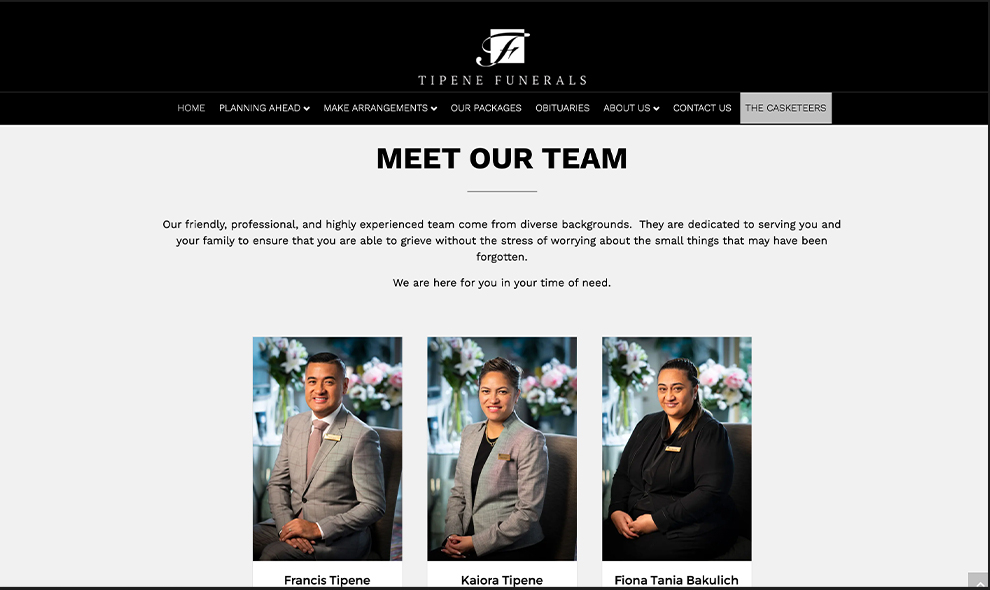 TIPENE FUNERALS
HOME PLANNING AHEAD MAKE ARRANGEMENTS OUR PACKAGES OBITUARIES ABOUT US CONTACT US THE CASKETEERS
MEET OUR TEAM
Our friendly, professional, and highly experienced team come from diverse backgrounds. They are dedicated to serving you and
your family to ensure that you are able to grieve without the stress of worrying about the small things that may have been
forgotten.
We are here for you in your time of need.
Francis Tipene Kaiora Tipene Fiona Tania Bakulich